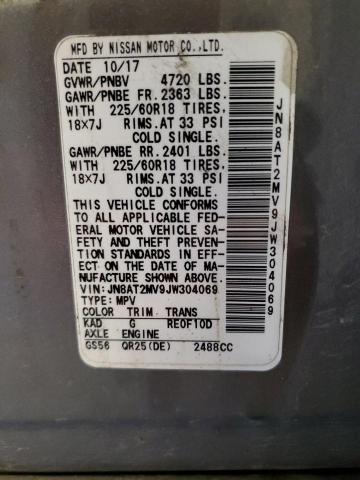 MFD BY NISSAN MOTOR CO.,LTD.
DATE 10/17
GVWR/PNBV 4720 LBS.
GAWR/PNBE FR. 2363 LBS.
WITH 225/60R18 TIRES.
18X7J RIMS.AT 33 PSI
COLD SINGLE.
GAWR/PNBE RR. 2401 LBS.
WITH 225/60R18 TIRES.
18X7J RIMS.AT 33 PSI
COLD SINGLE.
THIS VEHICLE CONFORMS
TO ALL APPLICABLE FED-
ERAL MOTOR VEHICLE SA-
FETY AND THEFT PREVEN-
TION STANDARDS IN EFF-
ECT ON THE DATE OF MA-
NUFACTURE SHOWN ABOVE.
VIN: JN8AT2MV9JW304069
TYPE: MPV
COLOR TRIM TRANS
KAD G RE0F10D
AXLE ENGINE
GS56 QR25(DE) 2488CC
JN8AT2MV9JW304069